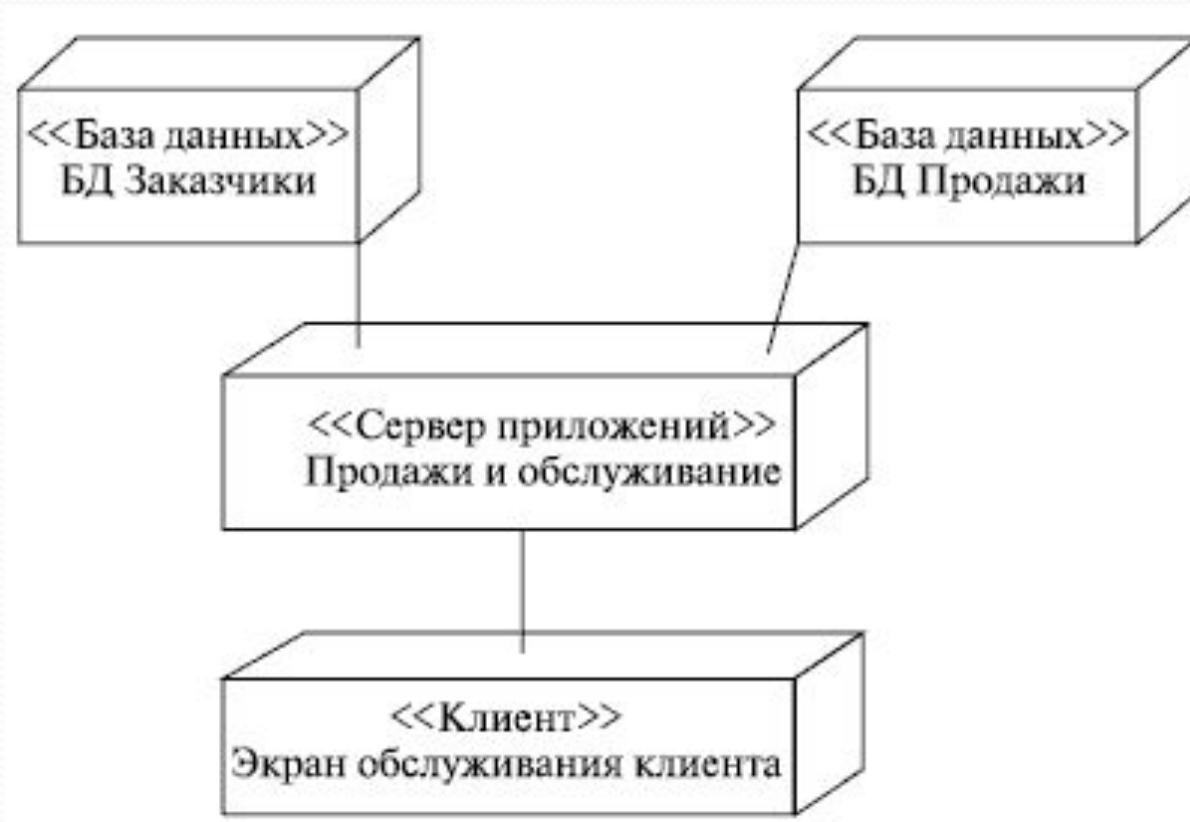 <<База данных>>
БД Заказчики
<<База данных>>
БД Продажи
<<Сервер приложений>>
Продажи и обслуживание
<<Клиент>>
Экран обслуживания клиента